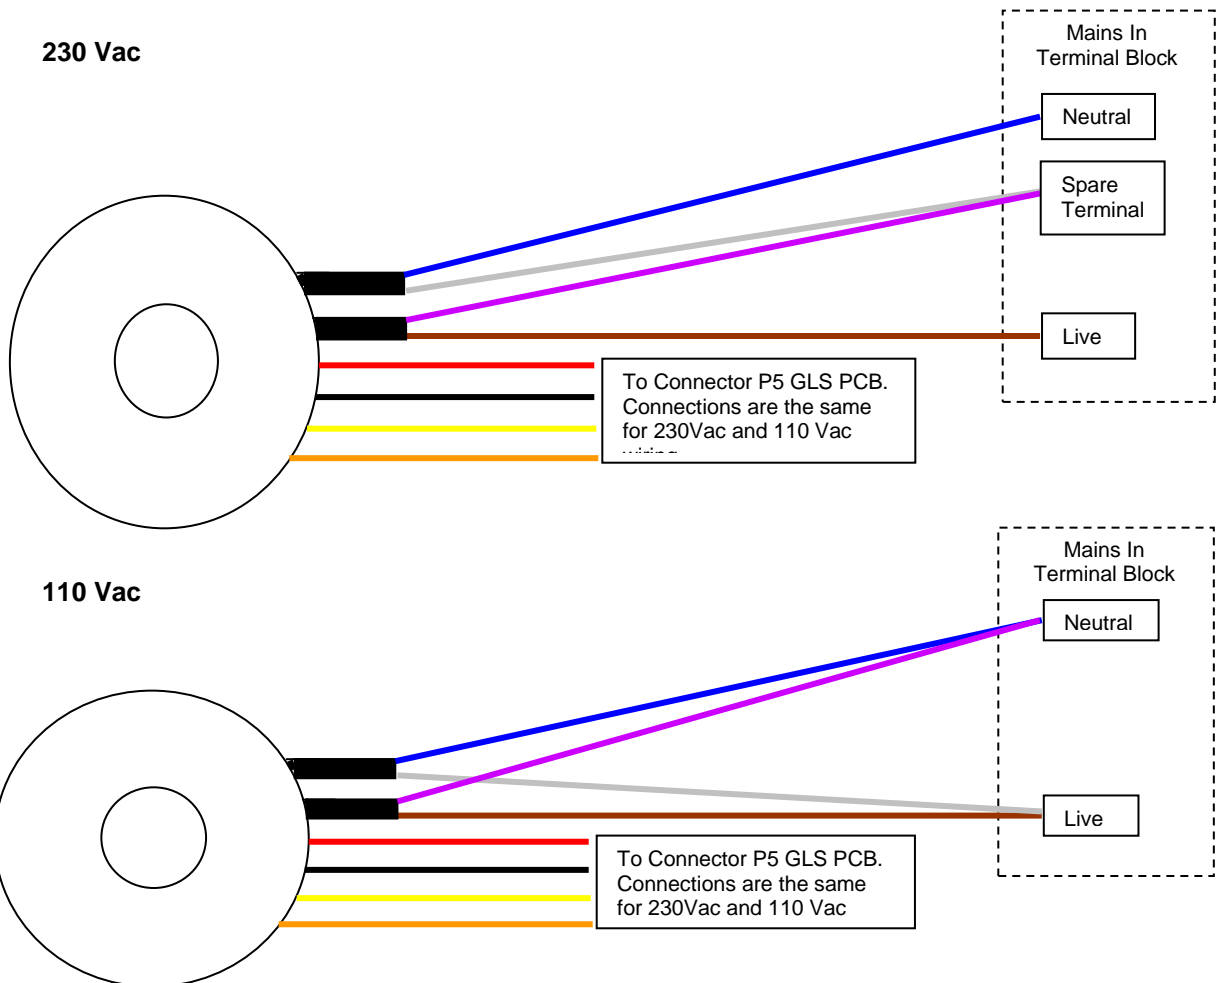 230 Vac
Mains In
Terminal Block
Neutral
Spare
Terminal
Live
To Connector P5 GLS PCB.
Connections are the same
for 230Vac and 110 Vac
110 Vac
Mains In
Terminal Block
Neutral
Live
To Connector P5 GLS PCB.
Connections are the same
for 230Vac and 110 Vac